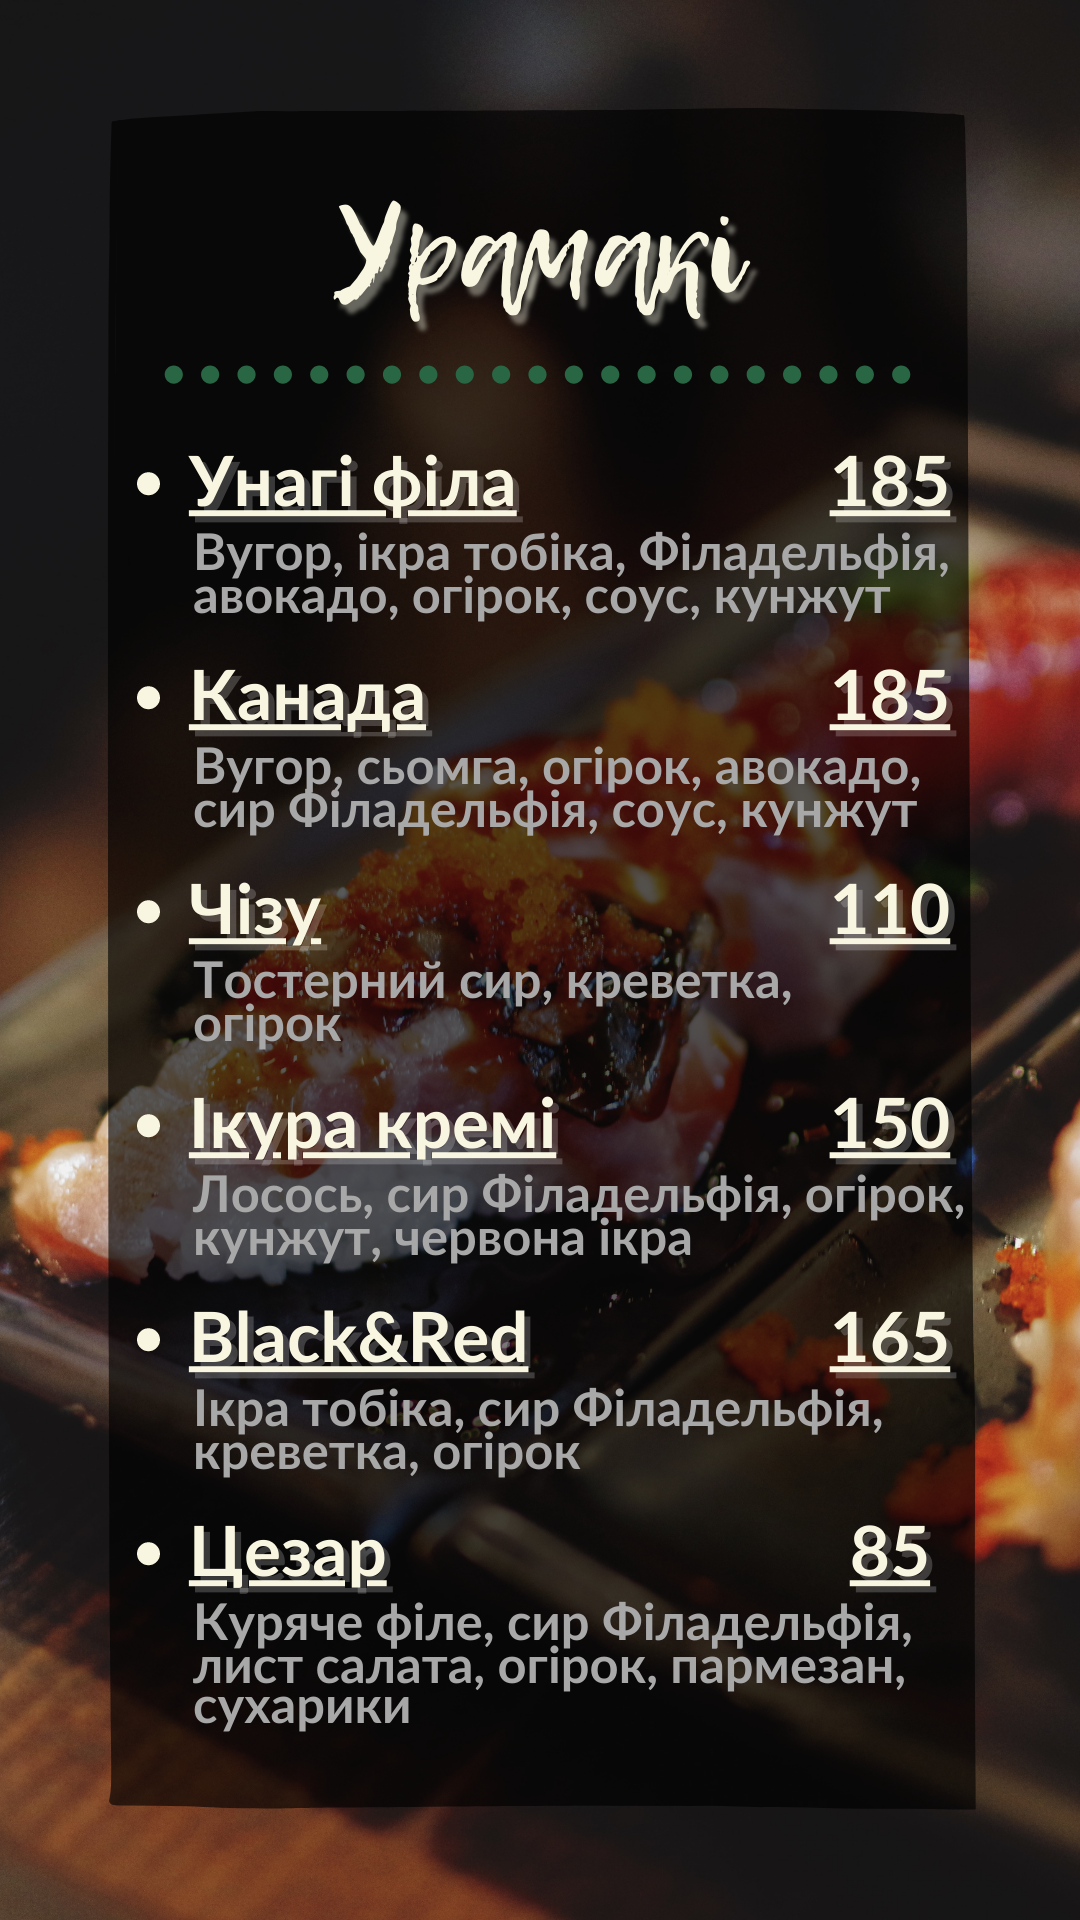 Урамакі
• Унагі філа 185
Вугор, ікра тобіка, Філадельфія,
авокадо, огірок, соус, кунжут
• Канада 185
Вугор, сьомга, огірок, авокадо,
сир Філадельфія, соус, кунжут
• Чізу 110
Тостерний сир, креветка,
огірок
• Ікура кремі 150
Лосось, сир Філадельфія, огірок,
кунжут, червона ікра
• Black&Red 165
Ікра тобіка, сир Філадельфія,
креветка, огірок
• Цезар 85
Куряче філе, сир Філадельфія,
лист салата, огірок, пармезан,
сухарики